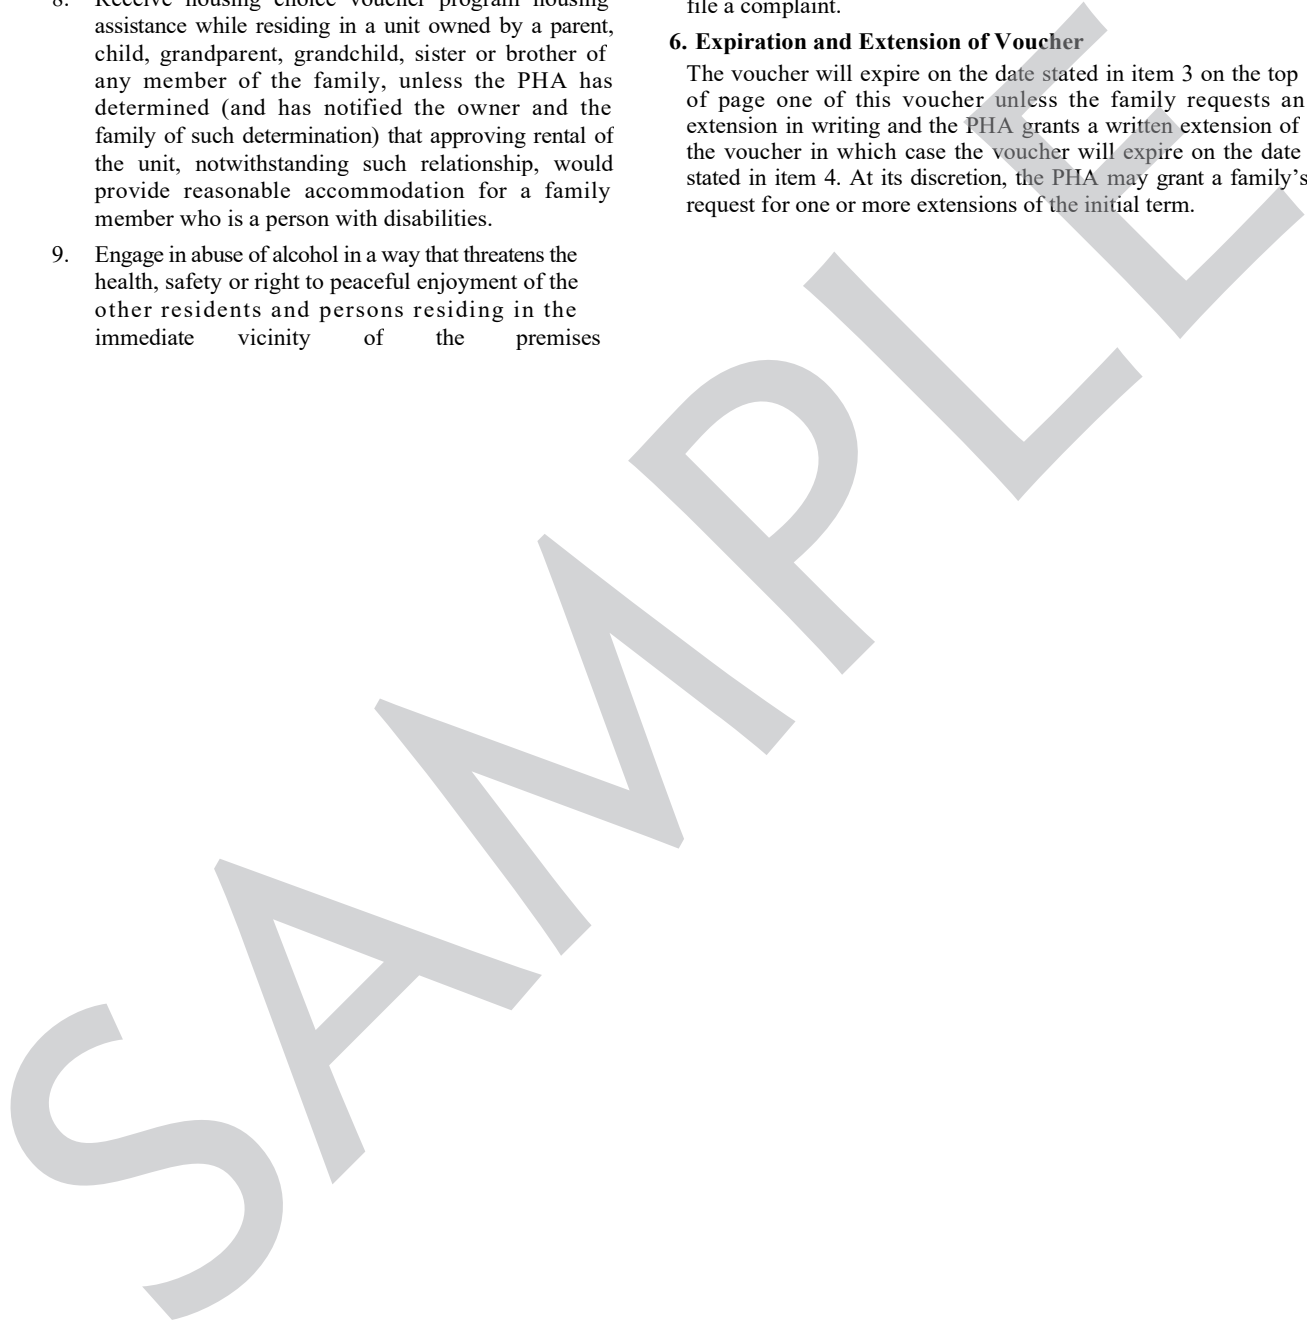 8. Receive housing choice voucher program housing
assistance while residing in a unit owned by a parent,
child, grandparent, grandchild, sister or brother of
any member of the family, unless the PHA has
determined (and has notified the owner and the
family of such determination) that approving rental of
the unit, notwithstanding such relationship, would
provide reasonable accommodation for a family
member who is a person with disabilities.
9. Engage in abuse of alcohol in a way that threatens the
health, safety or right to peaceful enjoyment of the
other residents and persons residing in the
immediate vicinity of the premises
file a complaint.
6. Expiration and Extension of Voucher
The voucher will expire on the date stated in item 3 on the top
of page one of this voucher unless the family requests an
extension in writing and the PHA grants a written extension of
the voucher in which case the voucher will expire on the date
stated in item 4. At its discretion, the PHA may grant a family’s
request for one or more extensions of the initial term.
SAMPLE